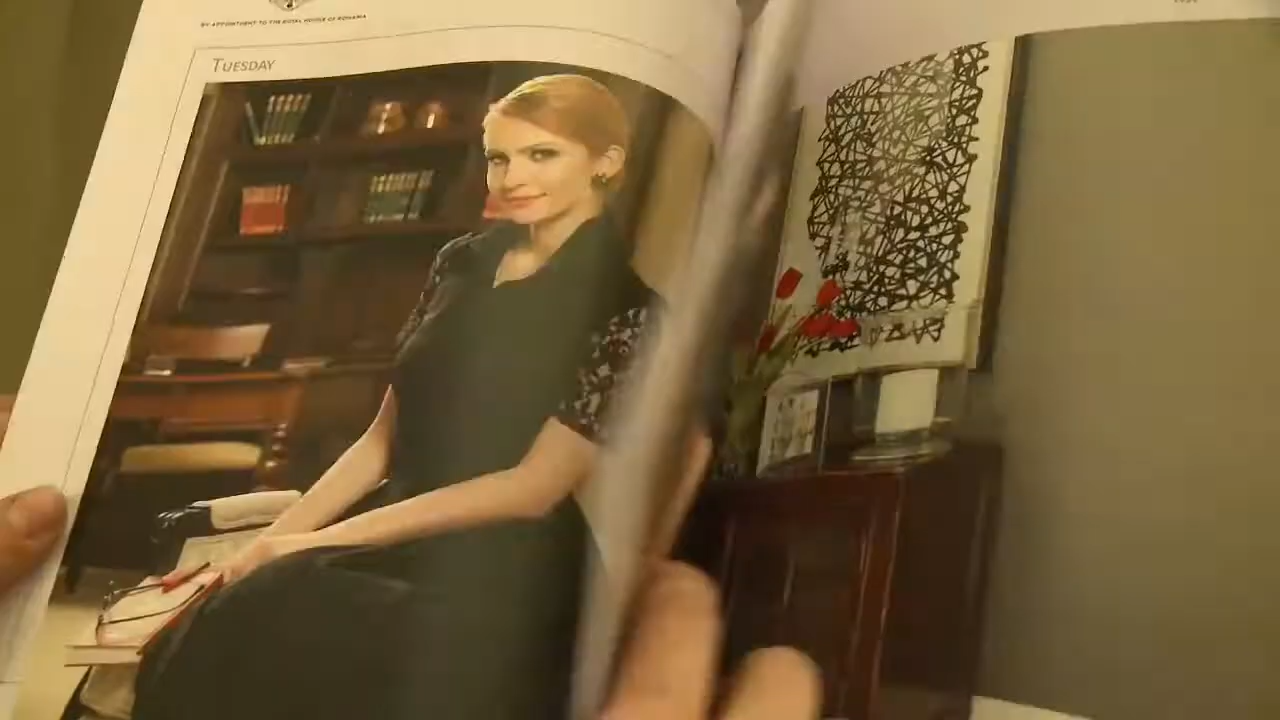 BY APPOINTMENT TO THE ROYAL HOUSE OF ROMANIA
TUESDAY